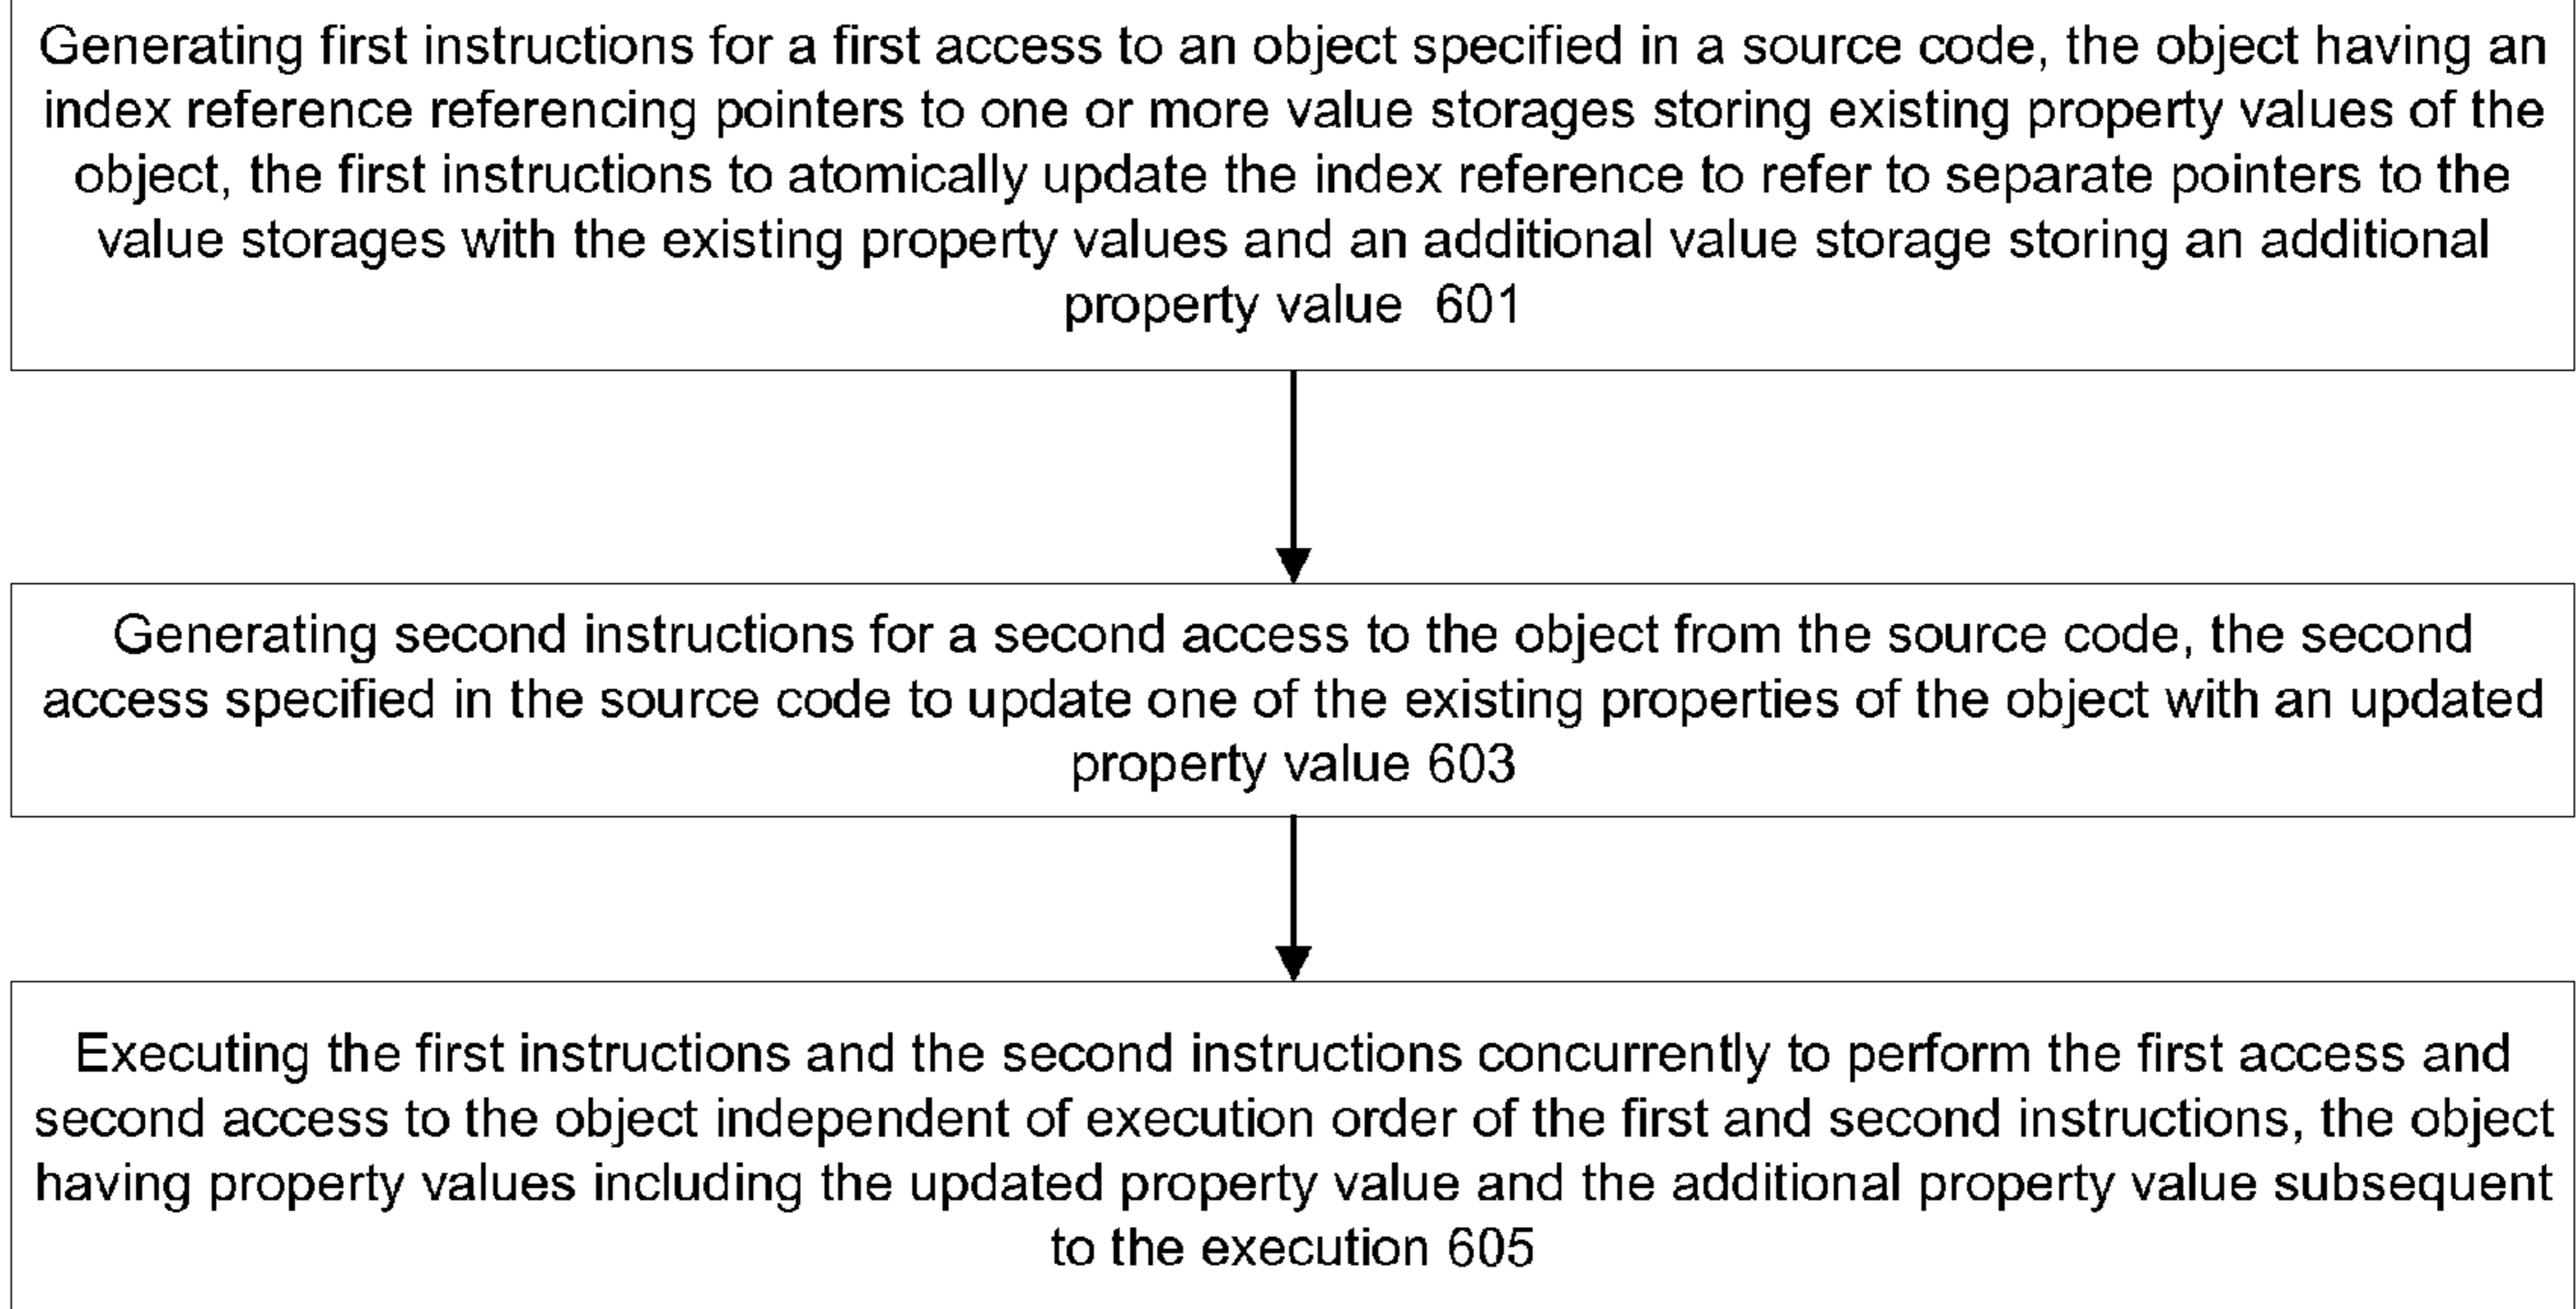 Generating first instructions for a first access to an object specified in a source code, the object having an
index reference referencing pointers to one or more value storages storing existing property values of the
object, the first instructions to atomically update the index reference to refer to separate pointers to the
value storages with the existing property values and an additional value storage storing an additional
property value 601
Generating second instructions for a second access to the object from the source code, the second
access specified in the source code to update one of the existing properties of the object with an updated
property value 603
Executing the first instructions and the second instructions concurrently to perform the first access and
second access to the object independent of execution order of the first and second instructions, the object
having property values including the updated property value and the additional property value subsequent
to the execution 605